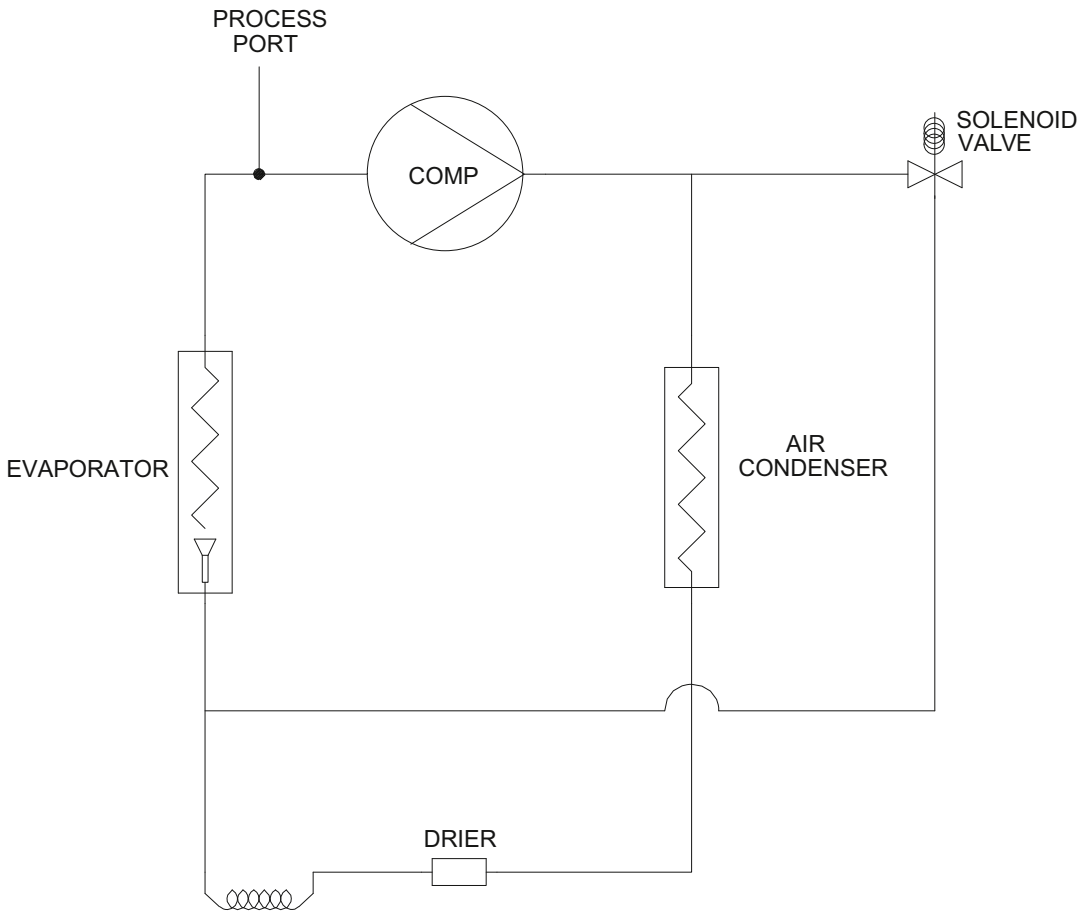 PROCESS
PORT
COMP
SOLENOID
VALVE
EVAPORATOR
AIR
CONDENSER
DRIER